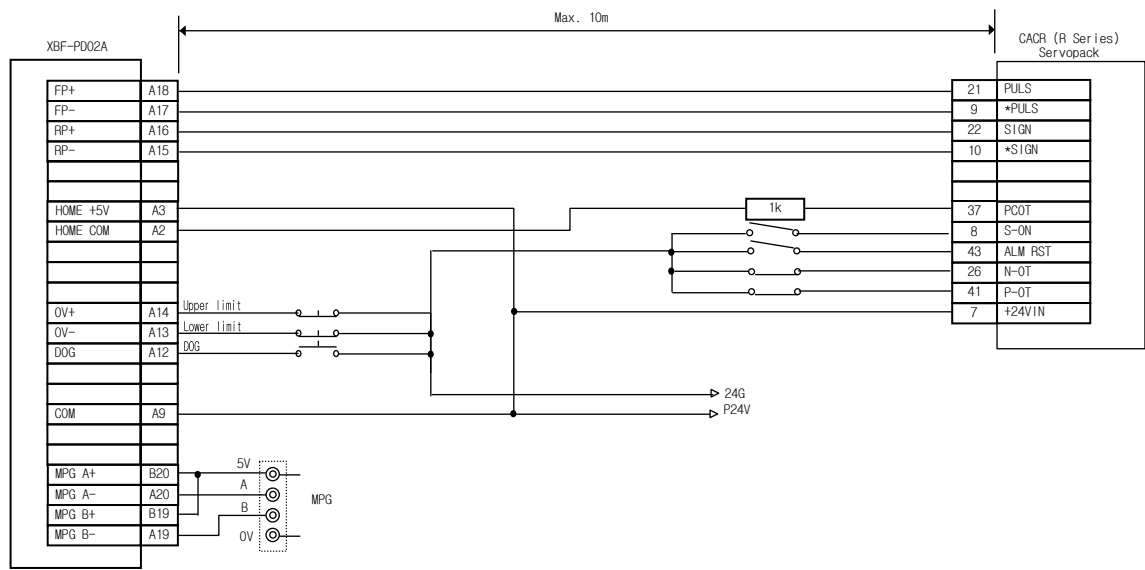 Max. 10m
XBF-PD02A
CACR (R Series)
Servopack
FP+ A18
21 PULS
FP- A17
9 *PULS
RP+ A16
22 SIGN
RP- A15
10 *SIGN
HOME +5V A3
1k
37 PCOT
HOME COM A2
8 S-ON
43 ALM RST
26 N-OT
41 P-OT
0V+ A14 Upper limit
7 +24VIN
0V- A13 Lower limit
DOG A12 DOG
24G
COM A9
P24V
MPG A+ B20 5V
MPG A- A20 A
MPG
MPG B+ B19 B
MPG B- A19 0V